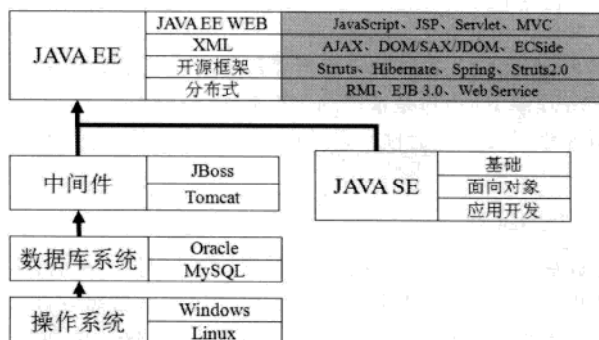 JAVA EE
JAVA EE WEB JavaScript、JSP、Servlet、MVC
XML AJAX、DOM/SAX/JDOM、ECSide
开源框架 Struts、Hibernate、Spring、Struts2.0
分布式 RMI、EJB 3.0、Web Service
中间件
JBoss
Tomcat
JAVA SE
基础
面向对象
应用开发
数据库系统
Oracle
MySQL
操作系统
Windows
Linux